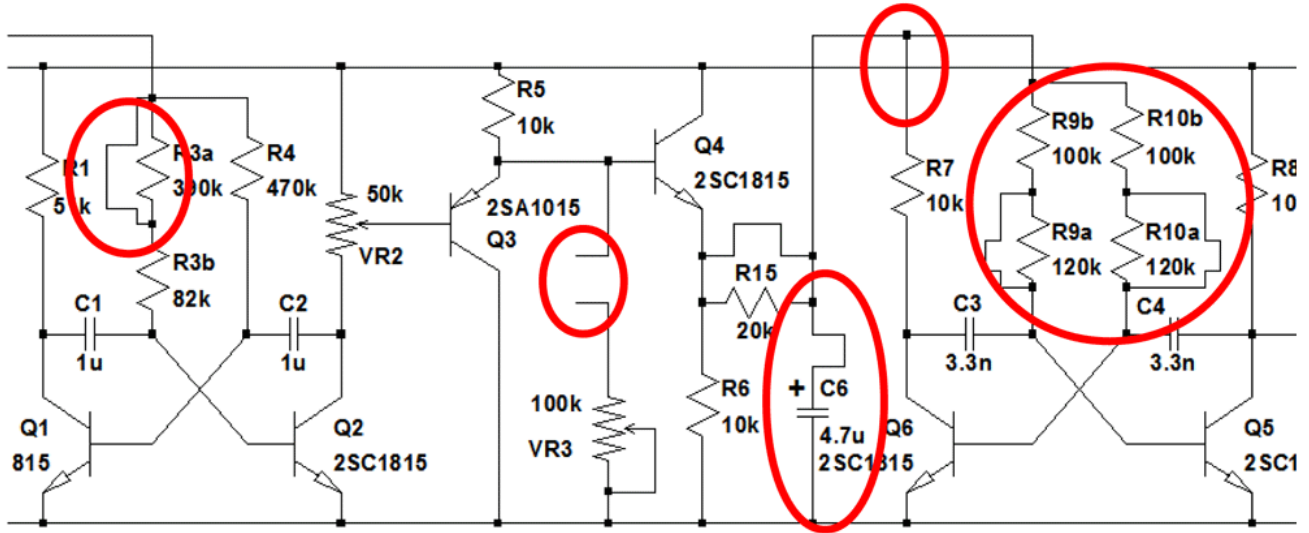 R1
R3a
390k
R4
470k
R3b
82k
C1
1u
C2
1u
Q1
815
Q2
2SC1815
50k
VR2
R5
10k
2SA1015
Q3
100k
VR3
Q4
2SC1815
R15
20k
R6
10k
+
C6
4.7u
R7
10k
R9b
100k
R10b
100k
R9a
120k
R10a
120k
R8
10
C3
3.3n
C4
3.3n
Q6
2SC1815
Q5
2SC1